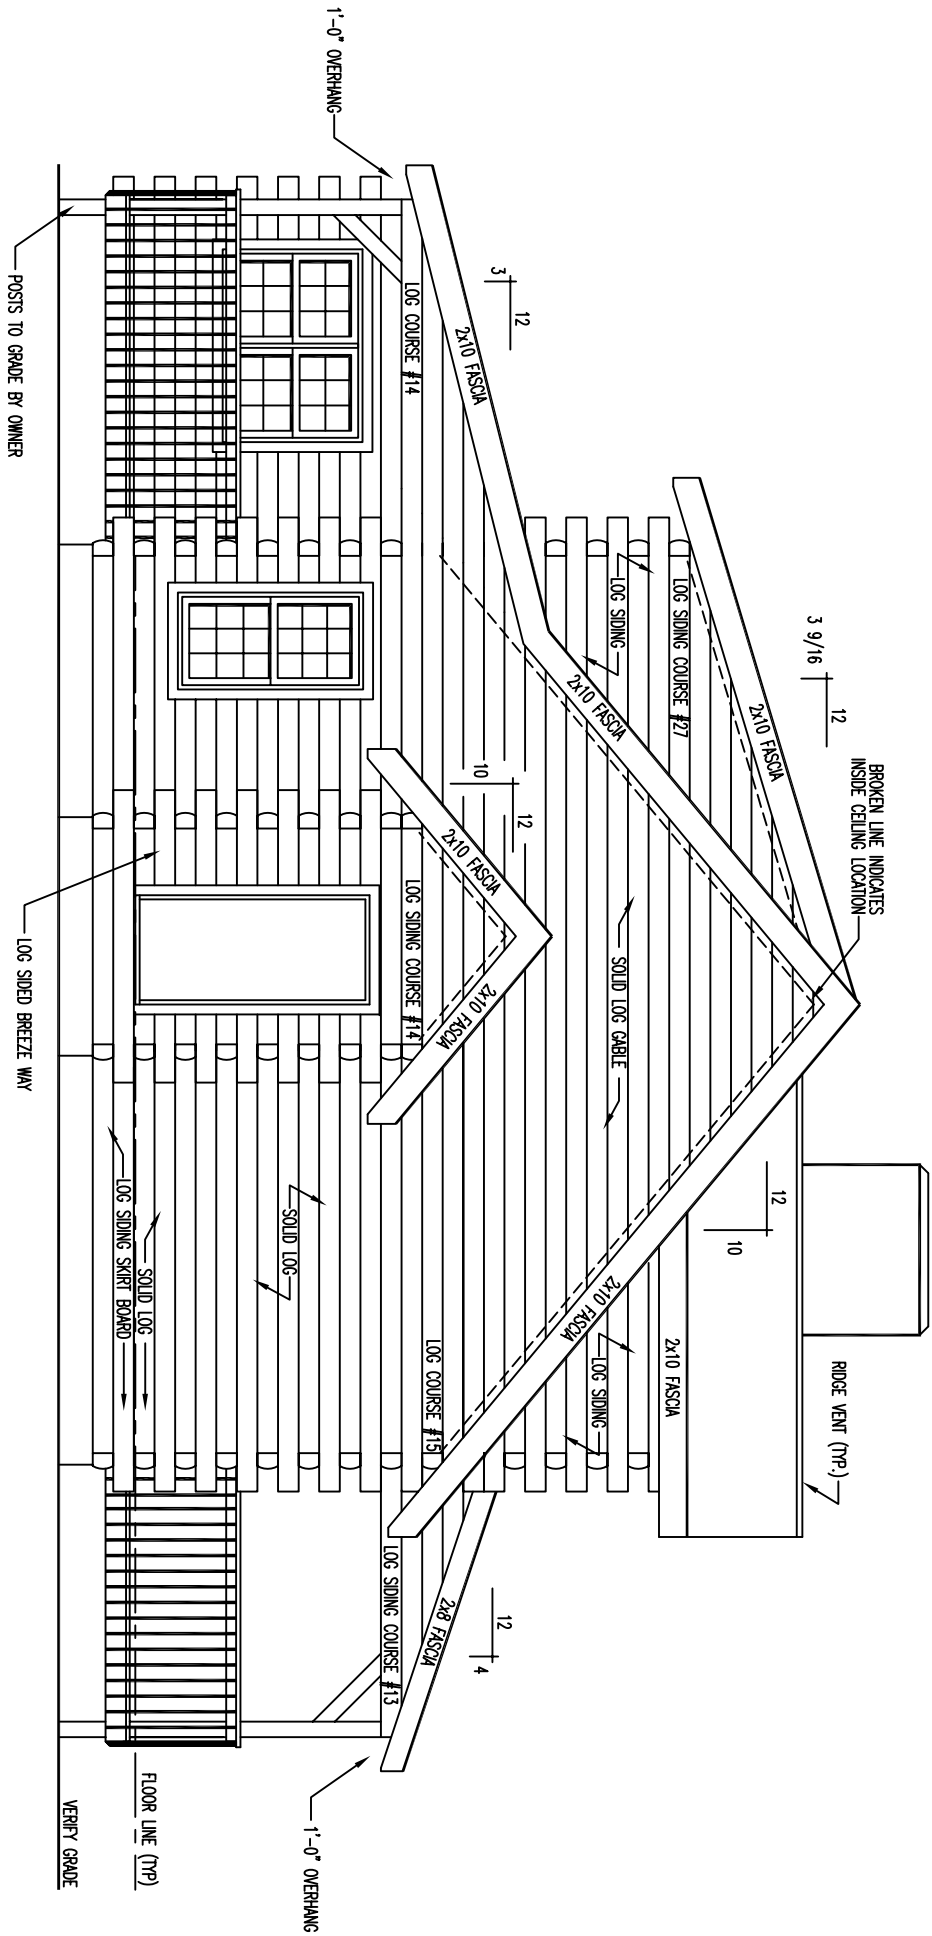 BROKEN LINE INDICATES
INSIDE CEILING LOCATION
12
3 9/16
RIDGE VENT (TYP.)
12
10
2x10 FASCIA
LOG SIDING COURSE #27
2x10 FASCIA
LOG SIDING
SOLID LOG GABLE
LOG SIDING
2x10 FASCIA
2x10 FASCIA
12
3
12
10
12
4
2x10 FASCIA
2x10 FASCIA
2x10 FASCIA
2x8 FASCIA
LOG COURSE #15
LOG COURSE #14
LOG SIDING COURSE #14
LOG SIDING COURSE #13
1'-0" OVERHANG
1'-0" OVERHANG
SOLID LOG
SOLID LOG
FLOOR LINE (TYP)
LOG SIDING SKIRT BOARD
VERIFY GRADE
LOG SIDED BREEZE WAY
POSTS TO GRADE BY OWNER